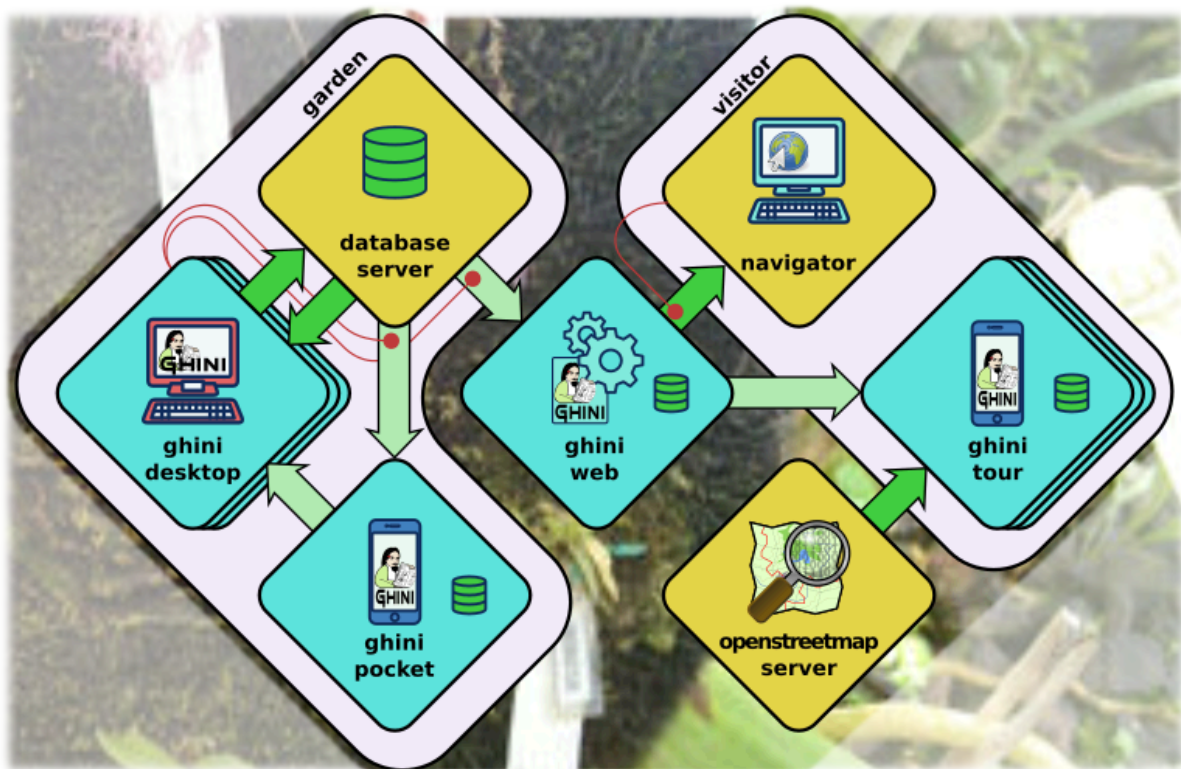 garden
visitor
database
server
navigator
GHINI
ghini
desktop
GHINI
ghini
web
GHINI
ghini
tour
GHINI
ghini
pocket
openstreetmap
server